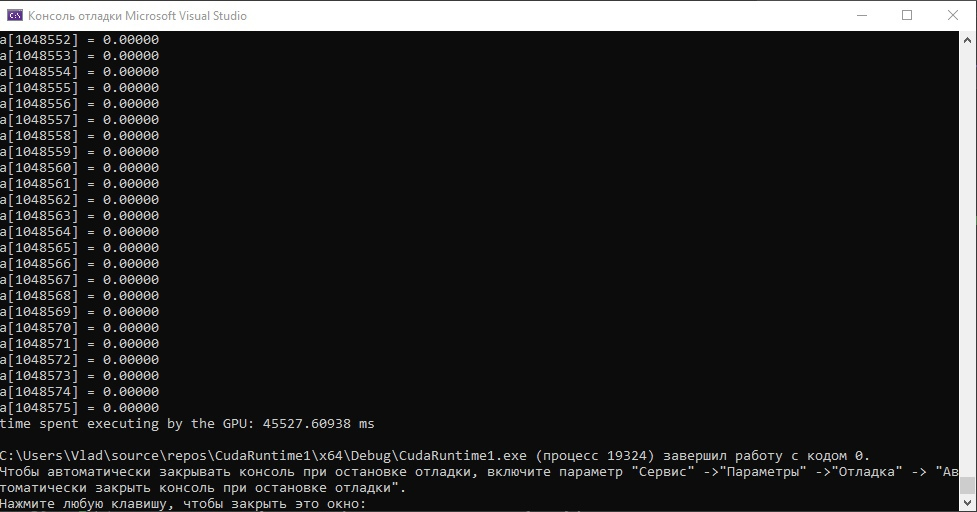 Консоль отладки Microsoft Visual Studio
a[1048552] = 0.00000
a[1048553] = 0.00000
a[1048554] = 0.00000
a[1048555] = 0.00000
a[1048556] = 0.00000
a[1048557] = 0.00000
a[1048558] = 0.00000
a[1048559] = 0.00000
a[1048560] = 0.00000
a[1048561] = 0.00000
a[1048562] = 0.00000
a[1048563] = 0.00000
a[1048564] = 0.00000
a[1048565] = 0.00000
a[1048566] = 0.00000
a[1048567] = 0.00000
a[1048568] = 0.00000
a[1048569] = 0.00000
a[1048570] = 0.00000
a[1048571] = 0.00000
a[1048572] = 0.00000
a[1048573] = 0.00000
a[1048574] = 0.00000
a[1048575] = 0.00000
time spent executing by the GPU: 45527.60938 ms
C:\Users\Vlad\source\repos\CudaRuntime1\x64\Debug\CudaRuntime1.exe (процесс 19324) завершил работу с кодом 0.
Чтобы автоматически закрывать консоль при остановке отладки, включите параметр "Сервис" ->"Параметры" ->"Отладка" -> "Ав
томатически закрыть консоль при остановке отладки".
Нажмите любую клавишу, чтобы закрыть это окно: